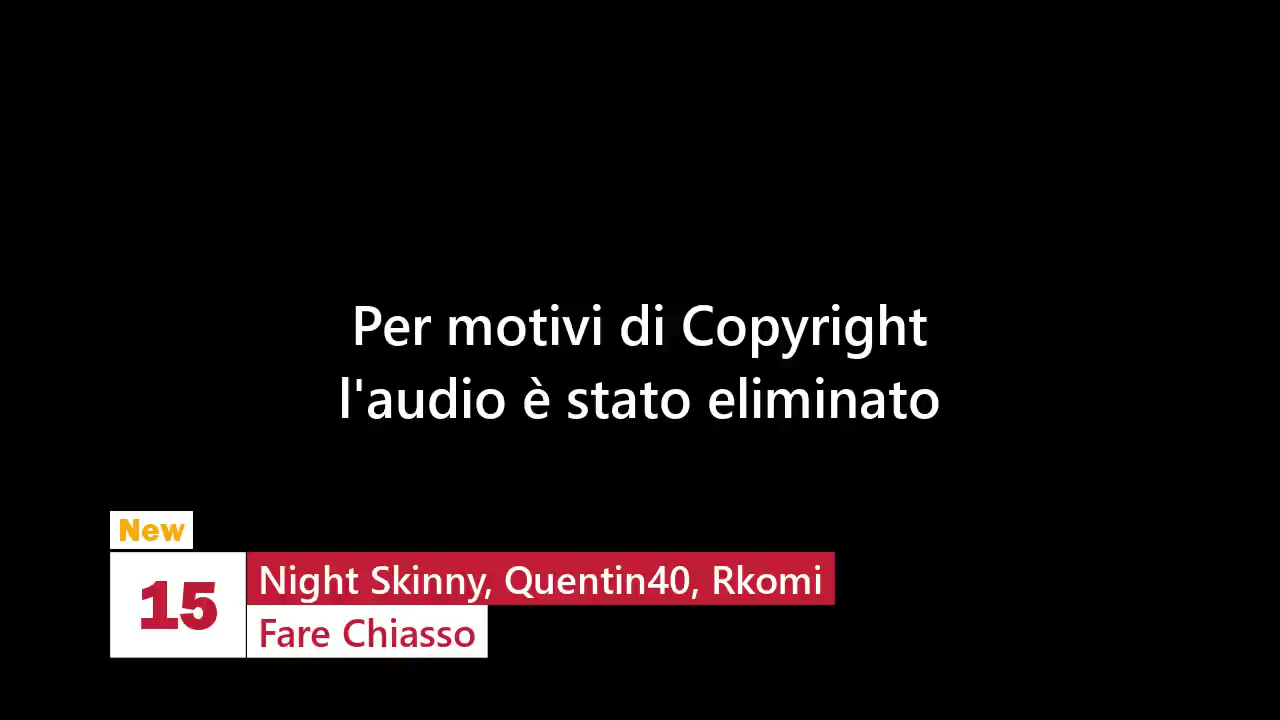 Per motivi di Copyright
l'audio è stato eliminato
New
15
Night Skinny, Quentin40, Rkomi
Fare Chiasso